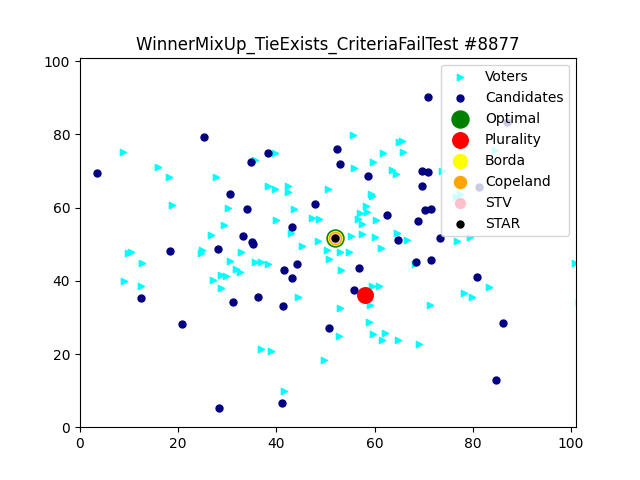 WinnerMixUp_TieExists_CriteriaFailTest #8877
100
80
60
40
20
0
0
20
40
60
80
100
Voters
Candidates
Optimal
Plurality
Borda
Copeland
STV
STAR